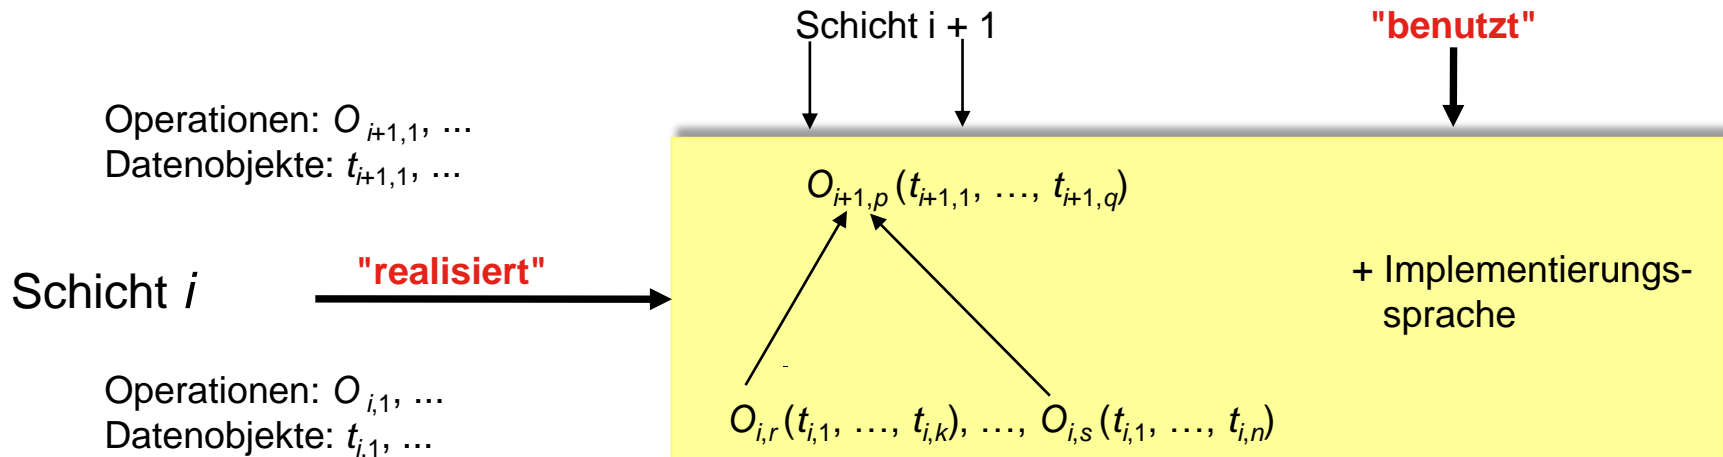 Schicht i + 1
"benutzt"
Operationen: O i+1,1, ...
Datenobjekte: ti+1,1, ...
Oi+1,p (ti+1,1, …, ti+1,q)
Schicht i
"realisiert"
+ Implementierungs-
sprache
Operationen: O i,1, ...
Datenobjekte: ti,1, ...
Oi,r (ti,1, …, ti,k), …, Oi,s (ti,1, …, ti,n)